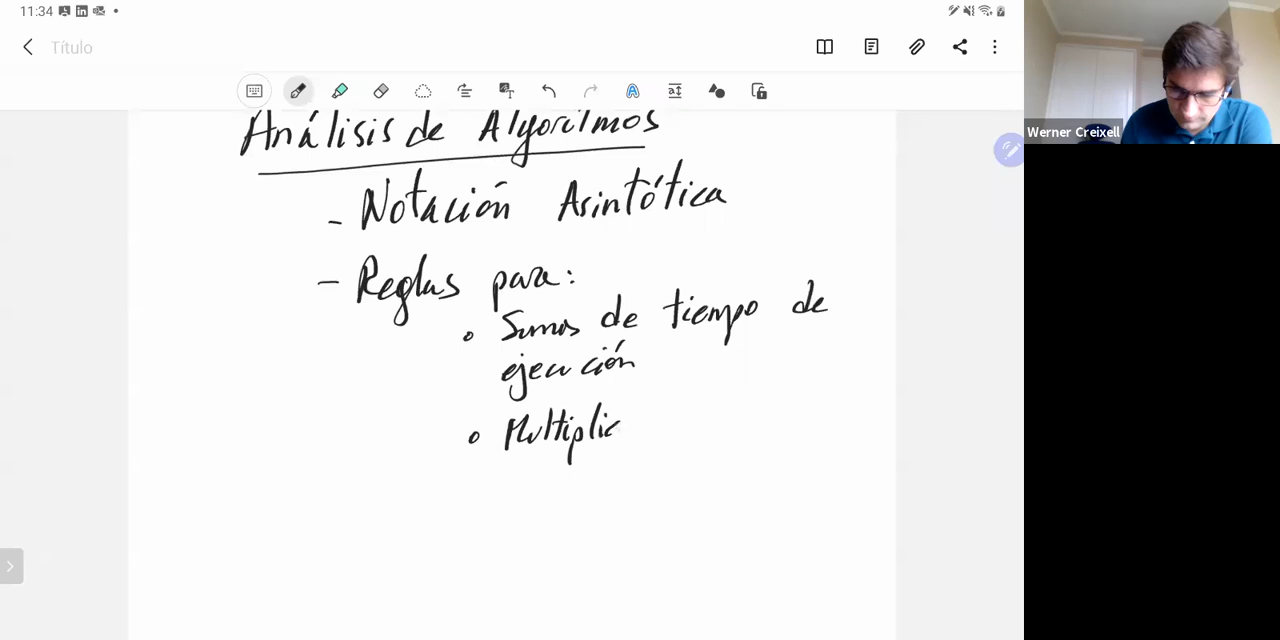 11:34
Título
Análisis de Algoritmos
- Notación Asintótica
- Reglas para:
Sumas de tiempo de
ejecución
Multiplic
Werner Creixell